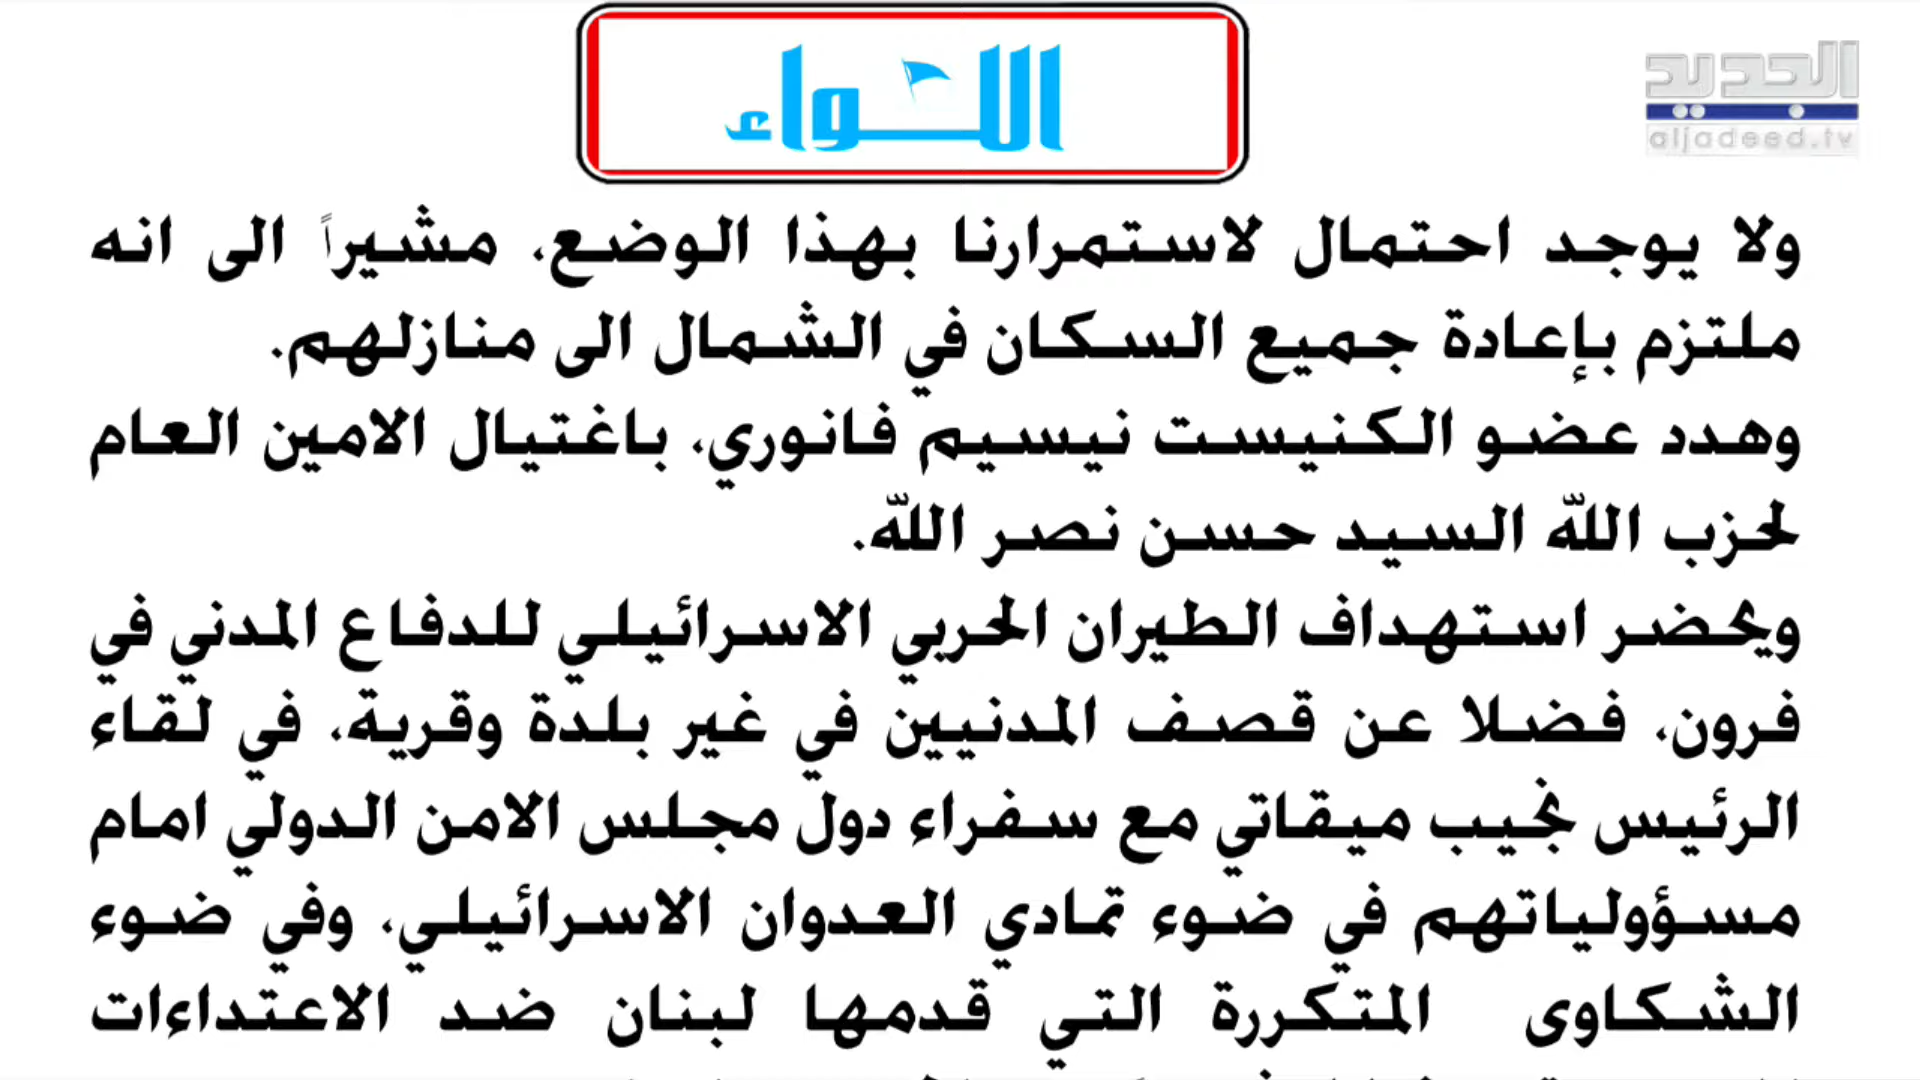 اللواء
الجديد
aljadeed.tv
ولا يوجد احتمال لاستمرارنا بهذا الوضع، مشيراً الى انه
ملتزم بإعادة جميع السكان في الشمال الى منازلهم.
وهدد عضو الكنيست نيسيم فانوري، باغتيال الامين العام
لحزب الله السيد حسن نصر الله.
ويحضر استهداف الطيران الحربي الاسرائيلي للدفاع المدني في
فرون، فضلا عن قصف المدنيين في غير بلدة وقرية، في لقاء
الرئيس نجيب ميقاتي مع سفراء دول مجلس الامن الدولي امام
مسؤولياتهم في ضوء تمادي العدوان الاسرائيلي، وفي ضوء
الشكاوى المتكررة التي قدمها لبنان ضد الاعتداءات